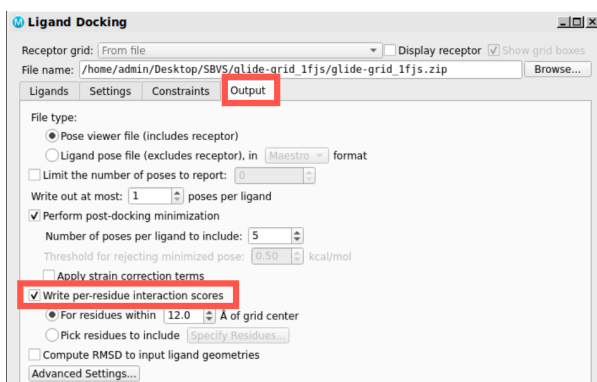 Ligand Docking
Receptor grid: From file Display receptor Show grid boxes
File name: /home/admin/Desktop/SBVS/glide-grid_1fjs/glide-grid_1fjs.zip Browse...
Ligands Settings Constraints Output
File type:
Pose viewer file (includes receptor)
Ligand pose file (excludes receptor), in Maestro format
Limit the number of poses to report: 0
Write out at most: 1 poses per ligand
Perform post-docking minimization
Number of poses per ligand to include: 5
Threshold for rejecting minimized pose: 0.50 kcal/mol
Apply strain correction terms
Write per-residue interaction scores
For residues within 12.0 Å of grid center
Pick residues to include Specify Residues...
Compute RMSD to input ligand geometries
Advanced Settings...